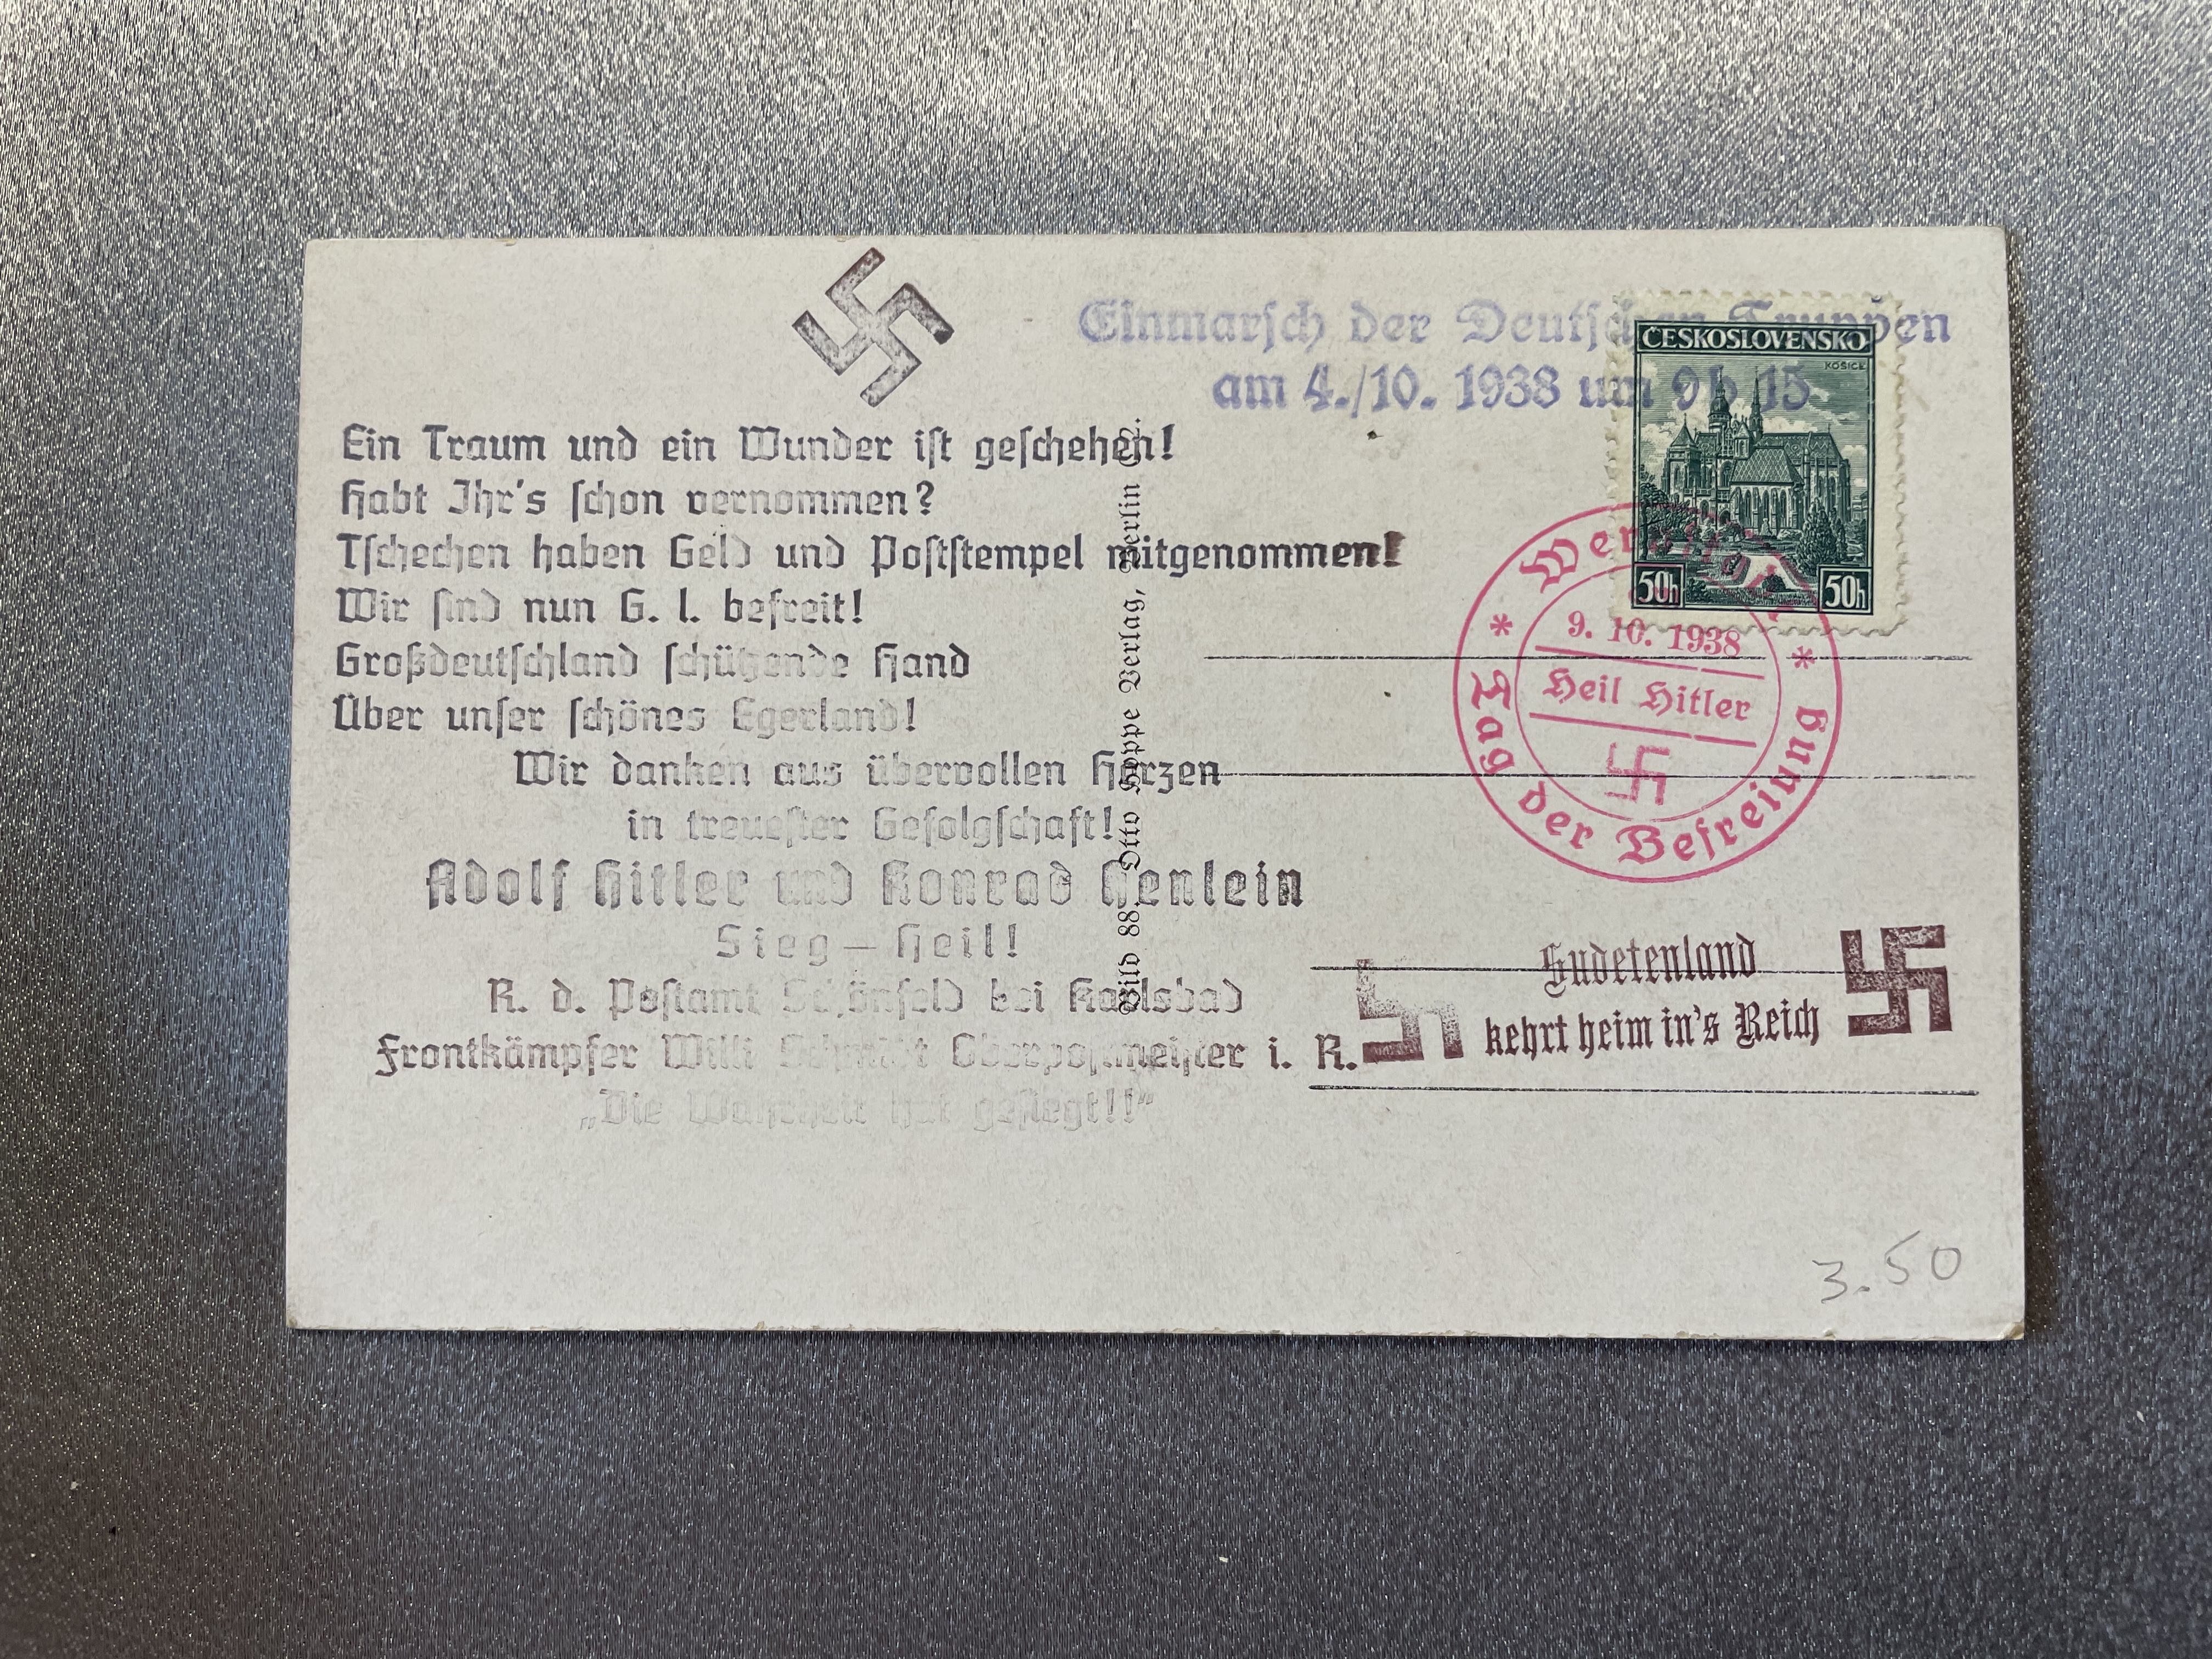 Einmarsch der Deutschen Truppen
am 4./10. 1938 um 9 h 15
ČESKOSLOVENSKO
KOŠICE
50h 50h
Ein Traum und ein Wunder ist geschehen!
Habt Ihr's schon vernommen?
Tschechen haben Geld und Poststempel mitgenommen!
Wir sind nun G. l. befreit!
Großdeutschland schützende Hand
Über unser schönes Egerland!
Wir danken aus übervollen Herzen
in treuester Gefolgschaft!
Adolf Hitler und Konrad Henlein
Sieg – Heil!
R. d. Postamt Schönfeld bei Karlsbad
Frontkämpfer Willi Schmidt Oberpostmeister i. R.
„Die Wahrheit hat gesiegt!!“
Bild 88. Otto Hoppe Verlag, Berlin
9. 10. 1938
Heil Hitler
* Tag der Befreiung *
Sudetenland
kehrt heim in's Reich
3.50